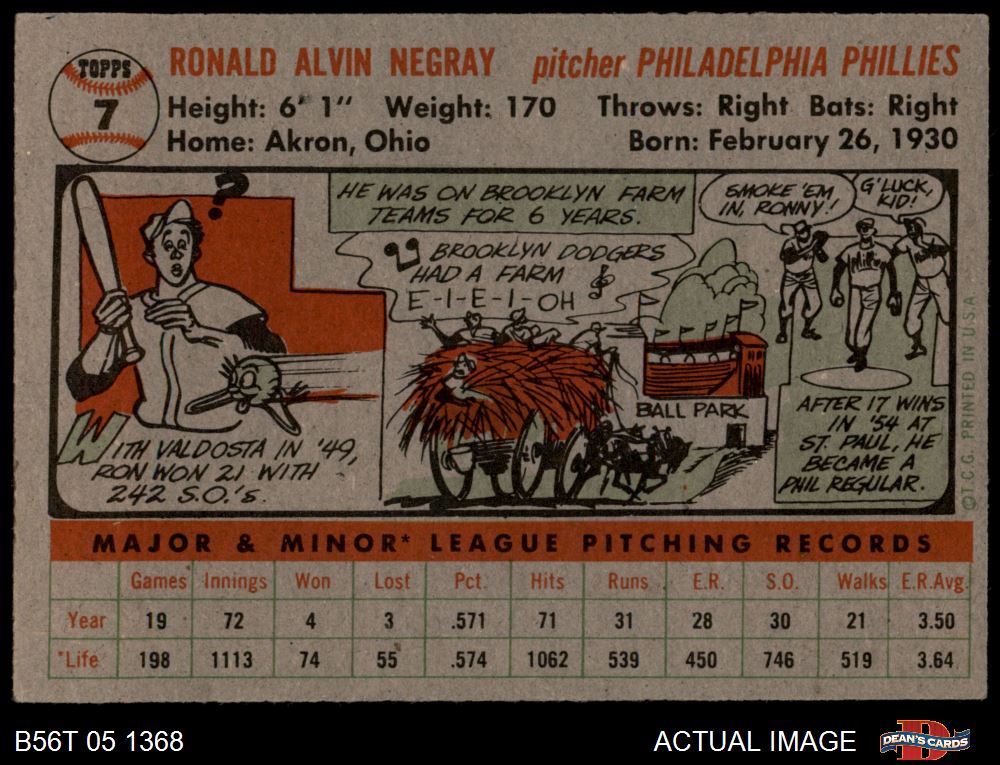 TOPPS
7
RONALD ALVIN NEGRAY pitcher PHILADELPHIA PHILLIES
Height: 6' 1" Weight: 170 Throws: Right Bats: Right
Home: Akron, Ohio Born: February 26, 1930
?
WITH VALDOSTA IN '49,
RON WON 21 WITH
242 S.O.'s.
HE WAS ON BROOKLYN FARM
TEAMS FOR 6 YEARS.
BROOKLYN DODGERS
HAD A FARM
E-I-E-I-OH
BALL PARK
SMOKE 'EM
IN, RONNY!
G'LUCK,
KID!
AFTER 17 WINS
IN '54 AT
ST. PAUL, HE
BECAME A
PHIL REGULAR.
©T.C.G. PRINTED IN U.S.A.
MAJOR & MINOR* LEAGUE PITCHING RECORDS
Games Innings Won Lost Pct. Hits Runs E.R. S.O. Walks E.R.Avg.
Year 19 72 4 3 .571 71 31 28 30 21 3.50
*Life 198 1113 74 55 .574 1062 539 450 746 519 3.64
B56T 05 1368 ACTUAL IMAGE
DEAN'S CARDS